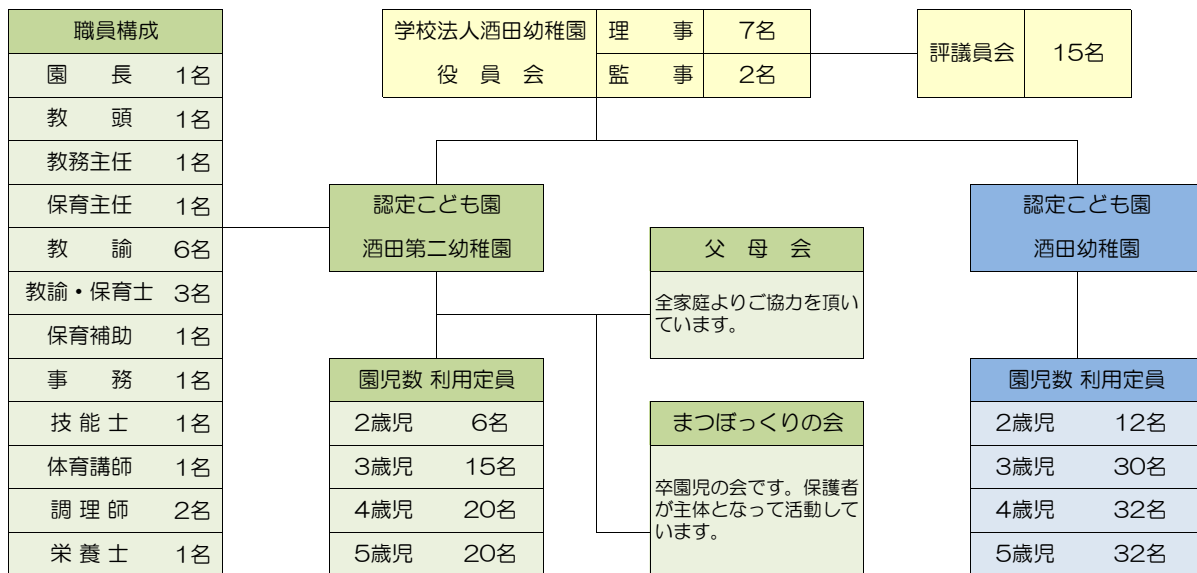 職員構成
園　長 1名
教　頭 1名
教務主任 1名
保育主任 1名
教　諭 6名
教諭・保育士 3名
保育補助 1名
事　務 1名
技 能 士 1名
体育講師 1名
調 理 師 2名
栄 養 士 1名
学校法人酒田幼稚園
役 員 会
理　事 7名
監　事 2名
評議員会 15名
認定こども園
酒田第二幼稚園
園児数 利用定員
2歳児 6名
3歳児 15名
4歳児 20名
5歳児 20名
父 母 会
全家庭よりご協力を頂い
ています。
まつぼっくりの会
卒園児の会です。保護者
が主体となって活動して
います。
認定こども園
酒田幼稚園
園児数 利用定員
2歳児 12名
3歳児 30名
4歳児 32名
5歳児 32名